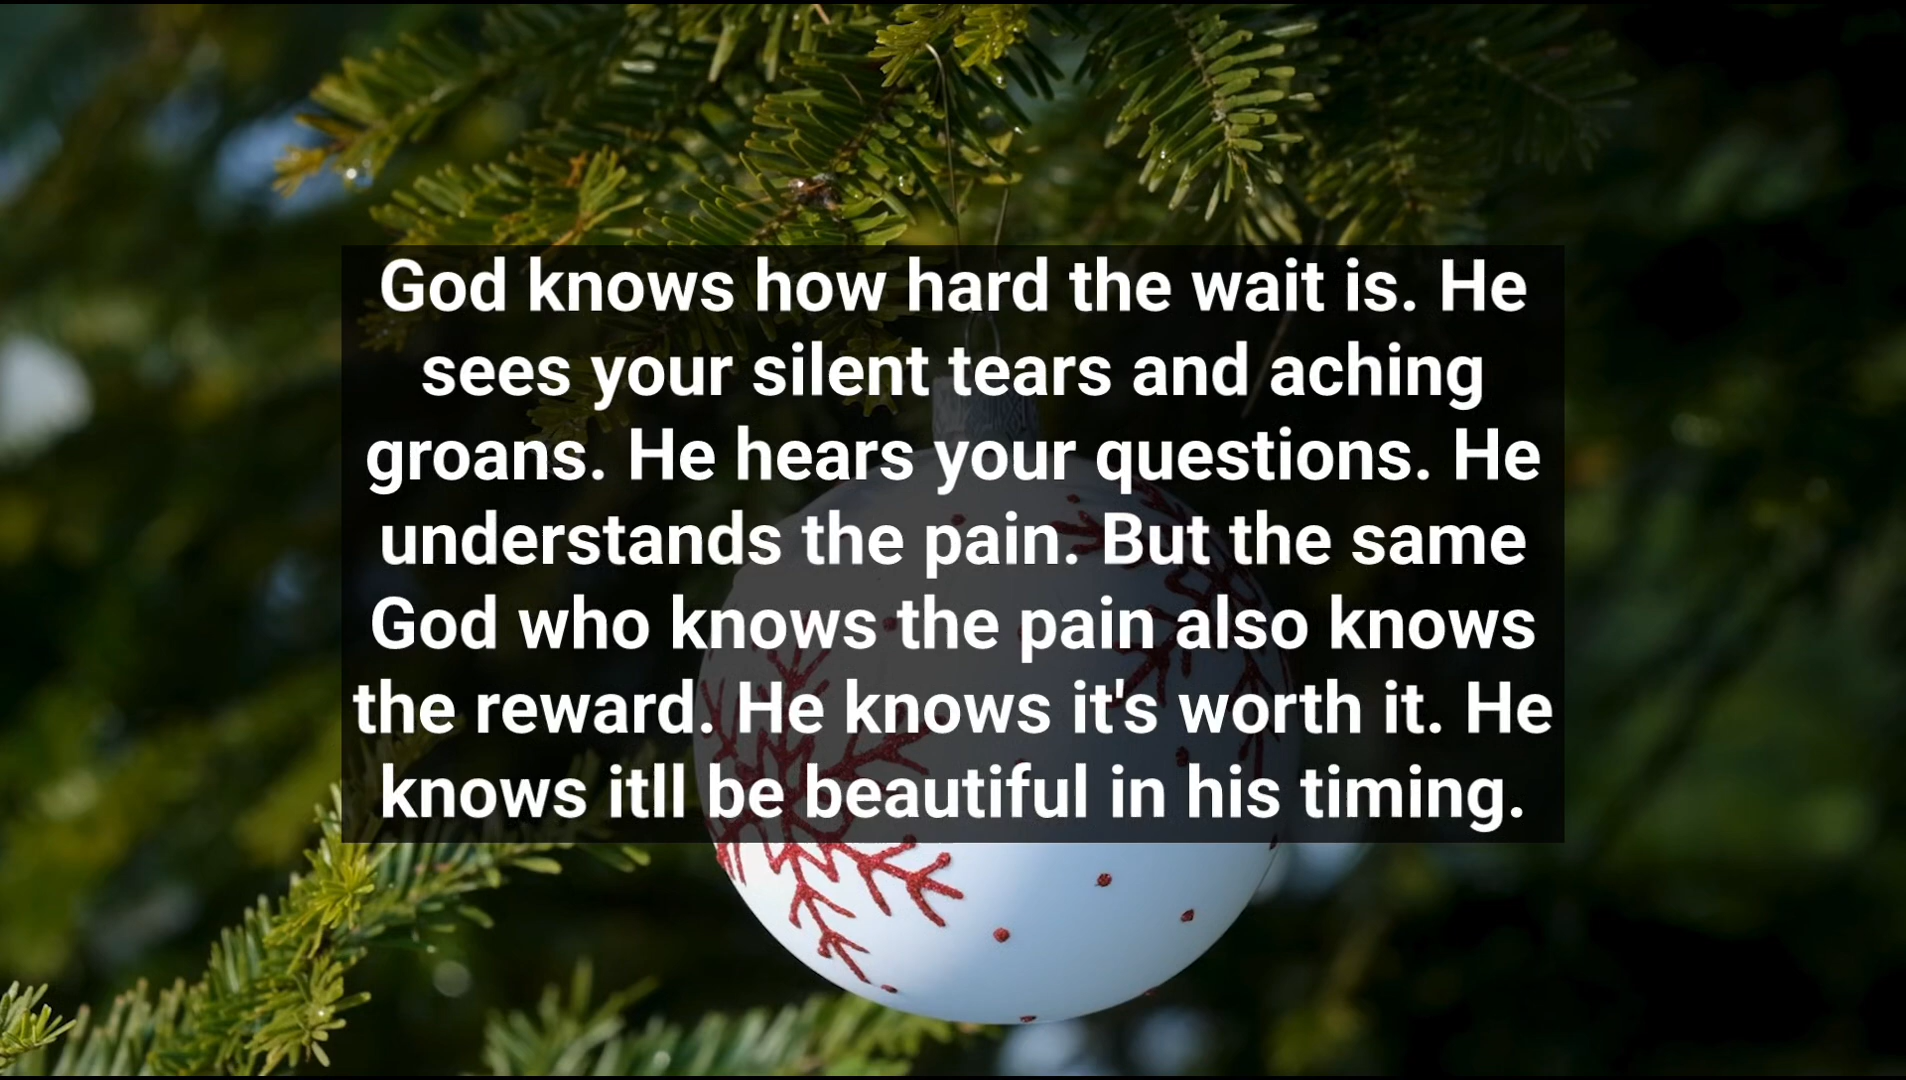 God knows how hard the wait is. He
sees your silent tears and aching
groans. He hears your questions. He
understands the pain. But the same
God who knows the pain also knows
the reward. He knows it's worth it. He
knows itll be beautiful in his timing.